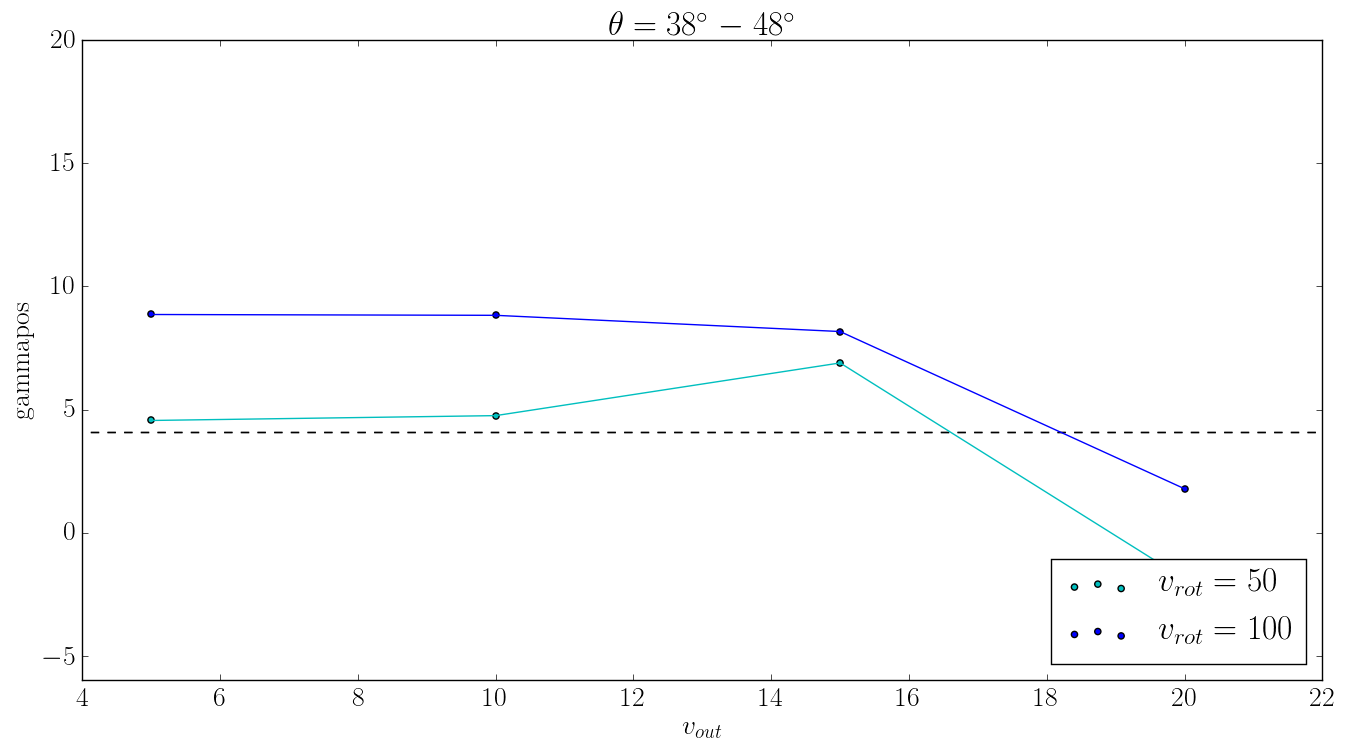 θ = 38° − 48°
20
15
10
5
0
−5
gammapos
4 6 8 10 12 14 16 18 20 22
v_out
v_rot = 50
v_rot = 100